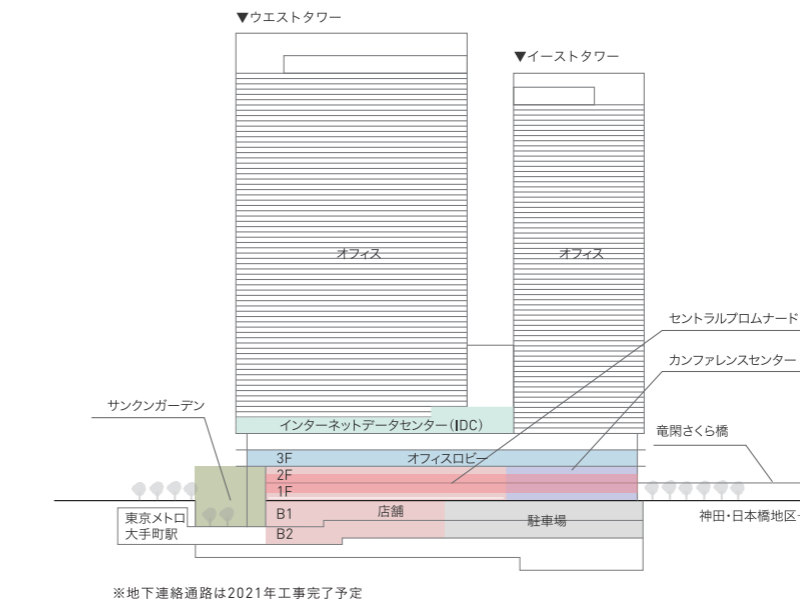 ▼ウエストタワー
▼イーストタワー
オフィス
オフィス
セントラルプロムナード
カンファレンスセンター
サンクンガーデン
インターネットデータセンター(IDC)
竜閑さくら橋
3F
オフィスロビー
2F
1F
B1
店舗
駐車場
神田・日本橋地区
東京メトロ
大手町駅
B2
※地下連絡通路は2021年工事完了予定